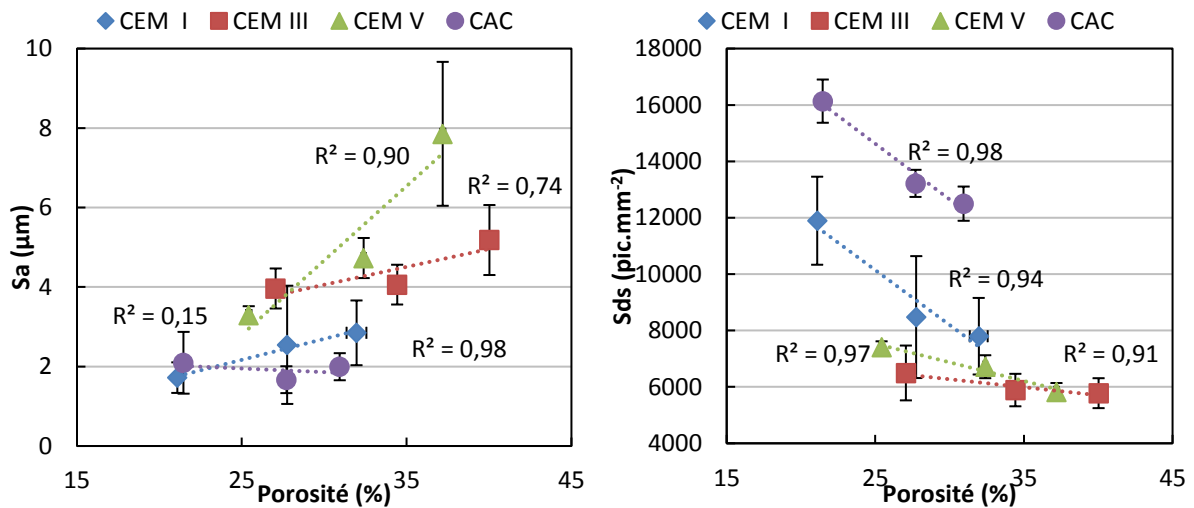 CEM I CEM III CEM V CAC
10
8
6
4
2
0
Sa (µm)
R² = 0,90
R² = 0,74
R² = 0,15
R² = 0,98
15 25 35 45
Porosité (%)
CEM I CEM III CEM V CAC
18000
16000
14000
12000
10000
8000
6000
4000
Sds (pic.mm⁻²)
R² = 0,98
R² = 0,94
R² = 0,97
R² = 0,91
15 25 35 45
Porosité (%)